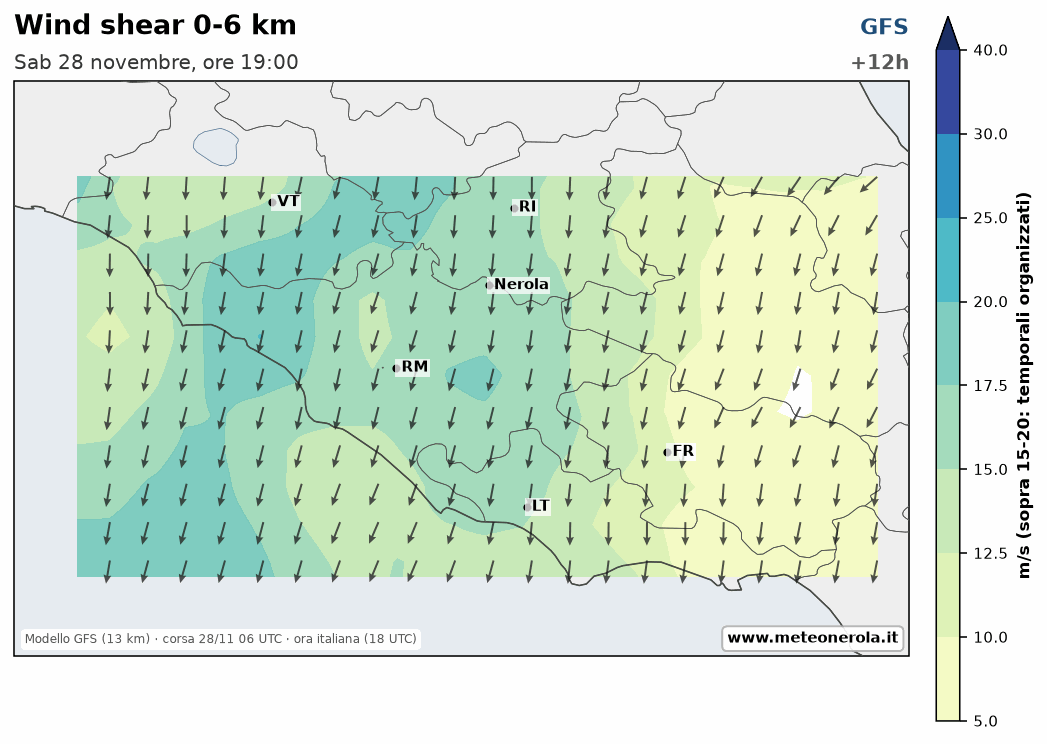 Wind shear 0-6 km
GFS
Sab 28 novembre, ore 19:00
+12h
VT
RI
Nerola
RM
FR
LT
Modello GFS (13 km) · corsa 28/11 06 UTC · ora italiana (18 UTC)
www.meteonerola.it
40.0
30.0
25.0
20.0
17.5
15.0
12.5
10.0
5.0
m/s (sopra 15-20: temporali organizzati)